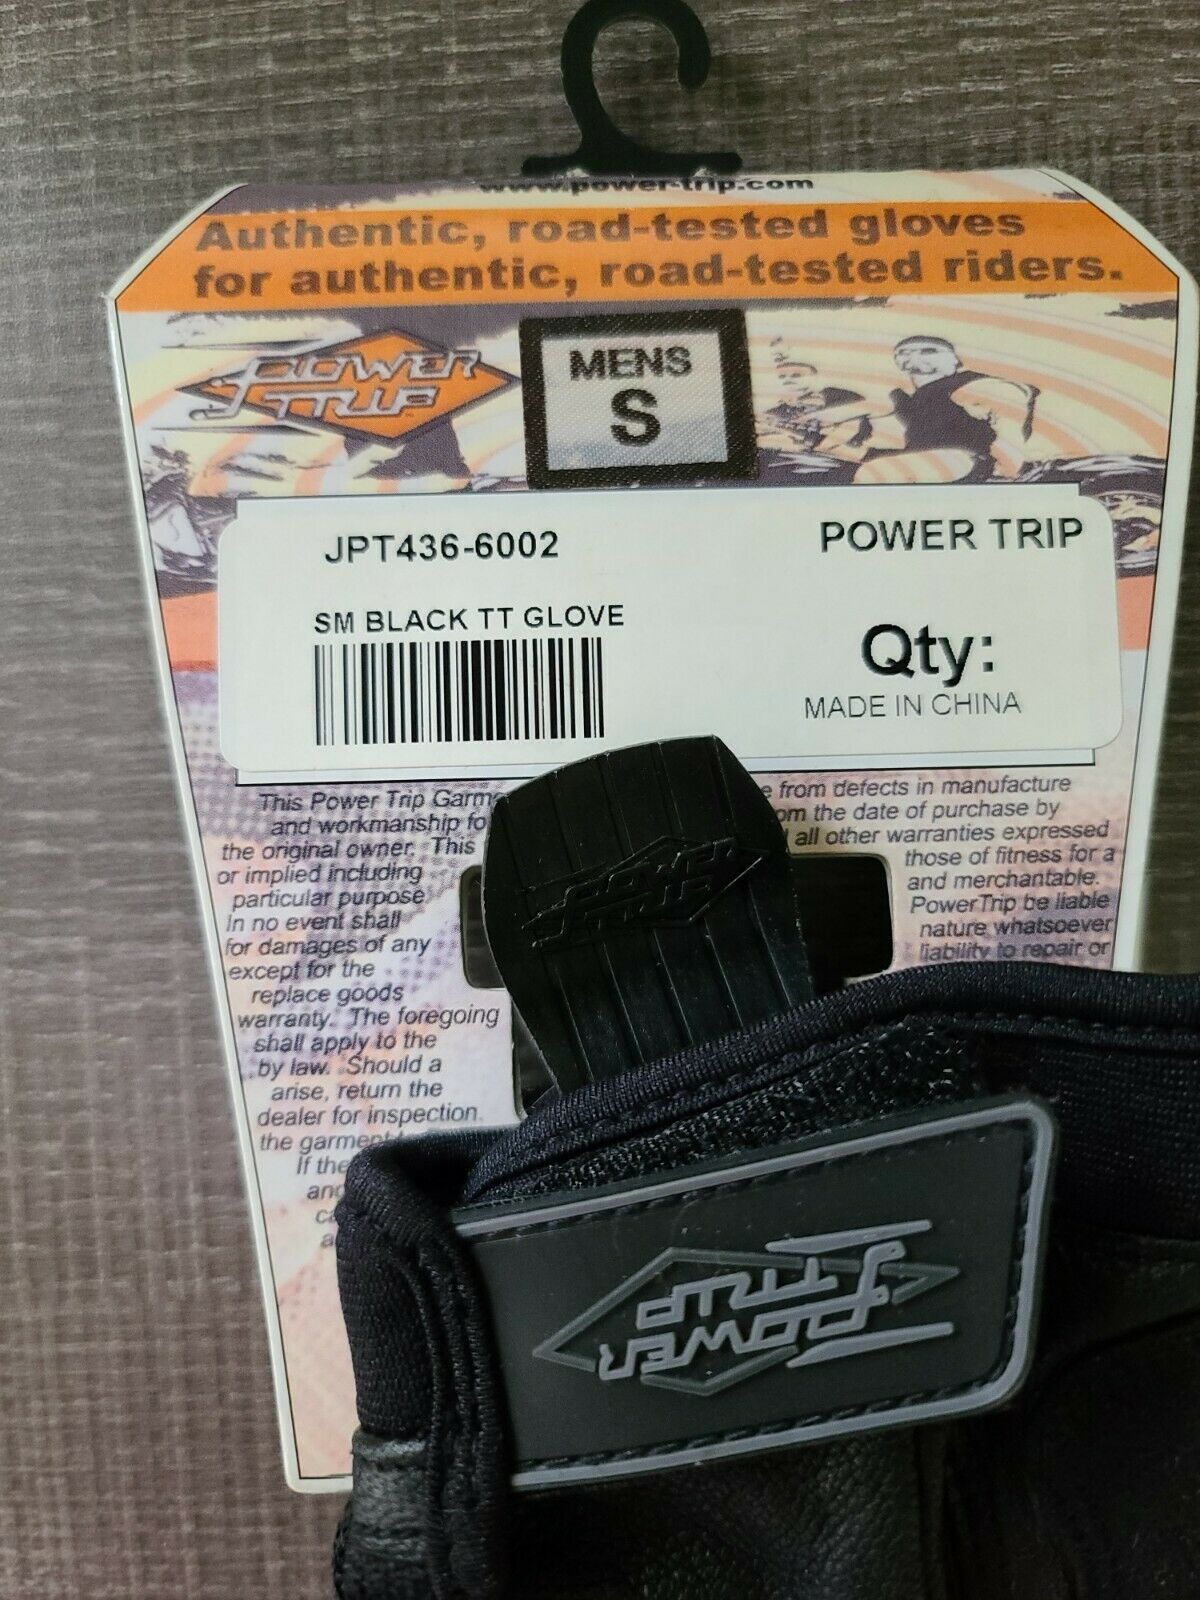 www.power-trip.com
Authentic, road-tested gloves
for authentic, road-tested riders.
POWER
TRIP
MENS
S
JPT436-6002
POWER TRIP
SM BLACK TT GLOVE
Qty:
MADE IN CHINA
This Power Trip Garme from defects in manufacture
and workmanship fo om the date of purchase by
the original owner. This all other warranties expressed
or implied including those of fitness for a
particular purpose and merchantable.
In no event shall PowerTrip be liable
for damages of any nature whatsoever
except for the liability to repair or
replace goods
warranty. The foregoing
shall apply to the
by law. Should a
arise, return the
dealer for inspection.
the garment
If the
and
ca
a
POWER
TRIP
POWER
TRIP